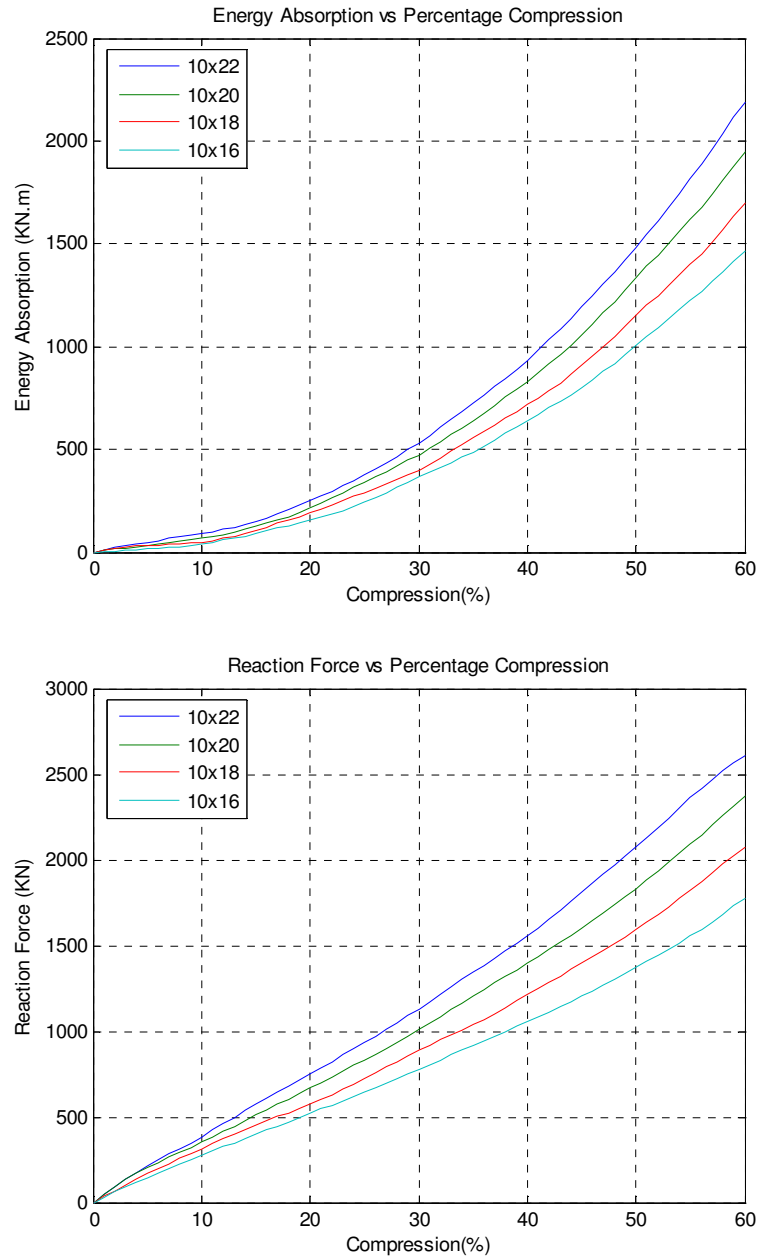 Energy Absorption vs Percentage Compression
2500
2000
1500
1000
500
0
Energy Absorption (KN.m)
10x22
10x20
10x18
10x16
0 10 20 30 40 50 60
Compression(%)
Reaction Force vs Percentage Compression
3000
2500
2000
1500
1000
500
0
Reaction Force (KN)
10x22
10x20
10x18
10x16
0 10 20 30 40 50 60
Compression(%)